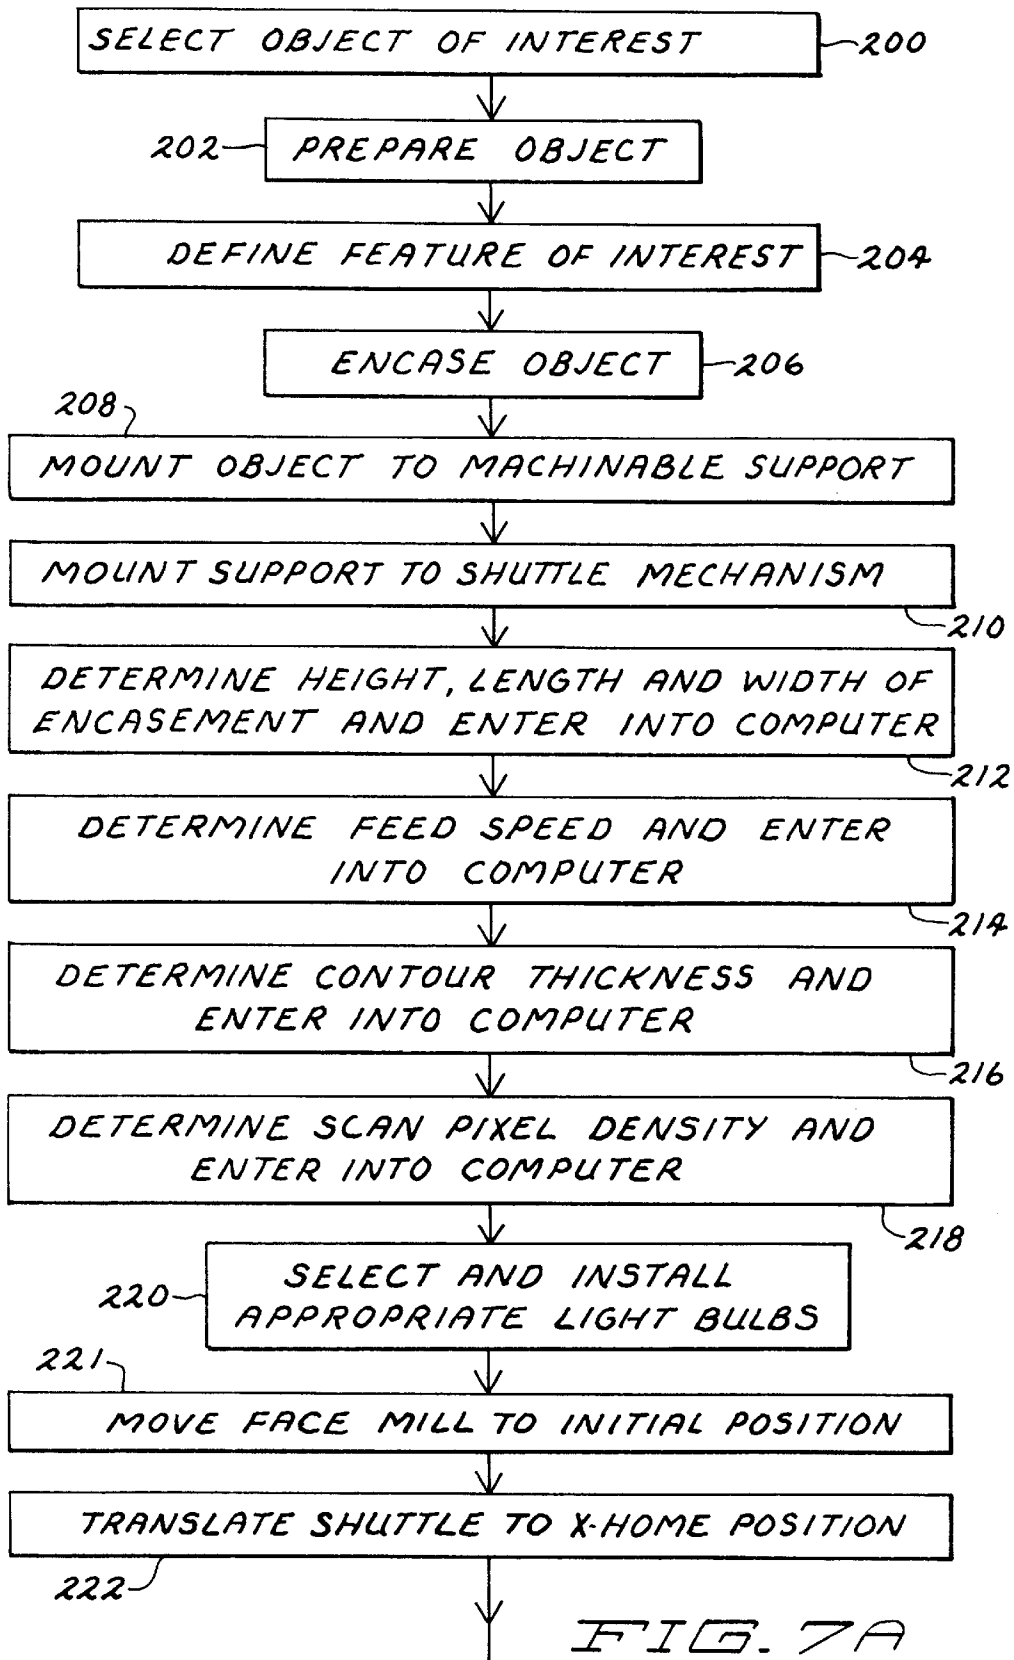 SELECT OBJECT OF INTEREST
200
202
PREPARE OBJECT
DEFINE FEATURE OF INTEREST
204
ENCASE OBJECT
206
208
MOUNT OBJECT TO MACHINABLE SUPPORT
MOUNT SUPPORT TO SHUTTLE MECHANISM
210
DETERMINE HEIGHT, LENGTH AND WIDTH OF
ENCASEMENT AND ENTER INTO COMPUTER
212
DETERMINE FEED SPEED AND ENTER
INTO COMPUTER
214
DETERMINE CONTOUR THICKNESS AND
ENTER INTO COMPUTER
216
DETERMINE SCAN PIXEL DENSITY AND
ENTER INTO COMPUTER
218
220
SELECT AND INSTALL
APPROPRIATE LIGHT BULBS
221
MOVE FACE MILL TO INITIAL POSITION
TRANSLATE SHUTTLE TO X-HOME POSITION
222
FIG. 7A